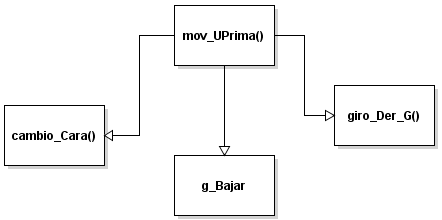 mov_UPrima()
giro_Der_G()
cambio_Cara()
g_Bajar